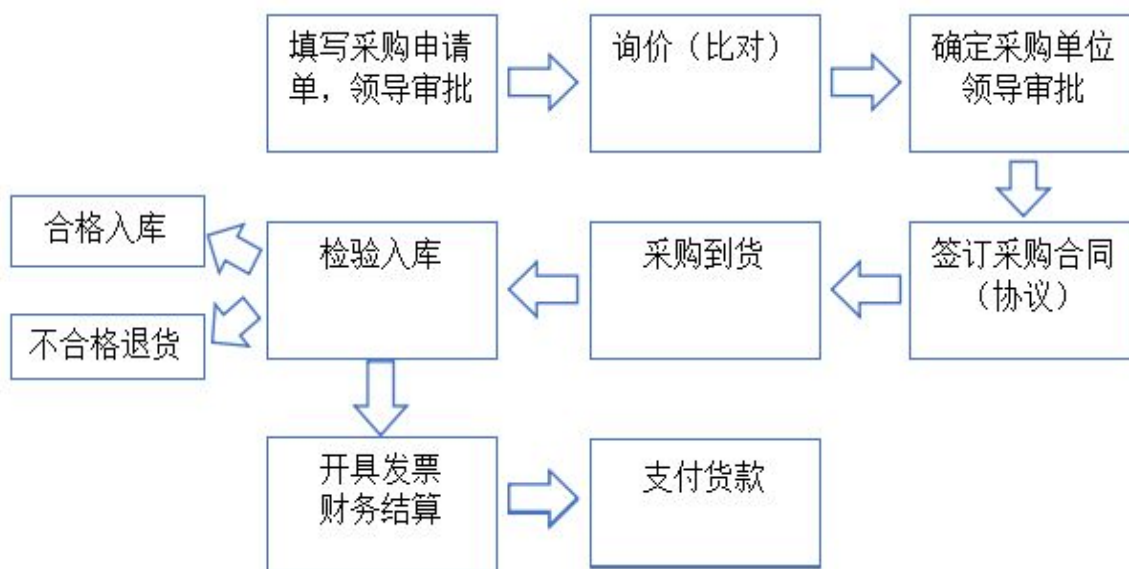 填写采购申请
单，领导审批
询价（比对）
确定采购单位
领导审批
签订采购合同
（协议）
采购到货
检验入库
合格入库
不合格退货
开具发票
财务结算
支付货款